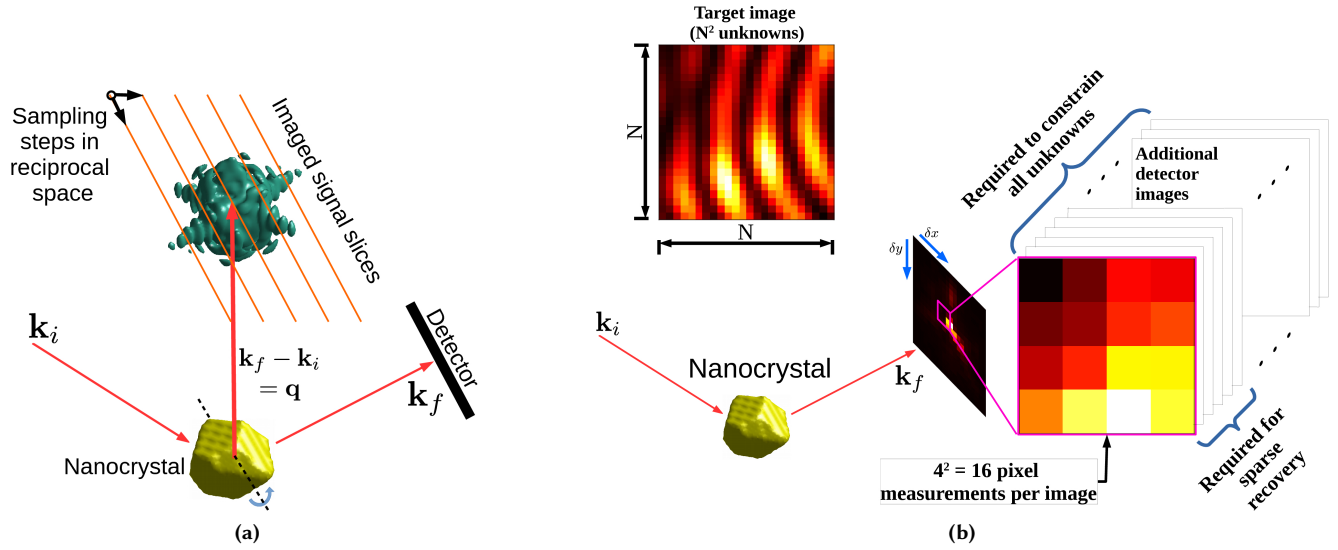 Sampling
steps in
reciprocal
space
Imaged signal slices
k_i
k_f − k_i
= q
k_f
Detector
Nanocrystal
(a)
Target image
(N² unknowns)
N
N
k_i
Nanocrystal
k_f
δy
δx
Required to constrain
all unknowns
Additional
detector
images
4² = 16 pixel
measurements per image
Required for
sparse
recovery
(b)